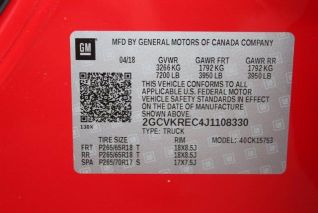 GM
MFD BY GENERAL MOTORS OF CANADA COMPANY
04/18 GVWR GAWR FRT GAWR RR
3266 KG 1792 KG 1792 KG
7200 LB 3950 LB 3950 LB
THIS VEHICLE CONFORMS TO ALL
APPLICABLE U.S. FEDERAL MOTOR
VEHICLE SAFETY STANDARDS IN EFFECT
ON THE DATE OF MANUFACTURE
SHOWN ABOVE
2GCVKREC4J1108330
TYPE: TRUCK
TIRE SIZE RIM MODEL:
FRT P265/65R18 T 18X8.5J
RR P265/65R18 T 18X8.5J
SPA P265/70R17 S 17X7.5J